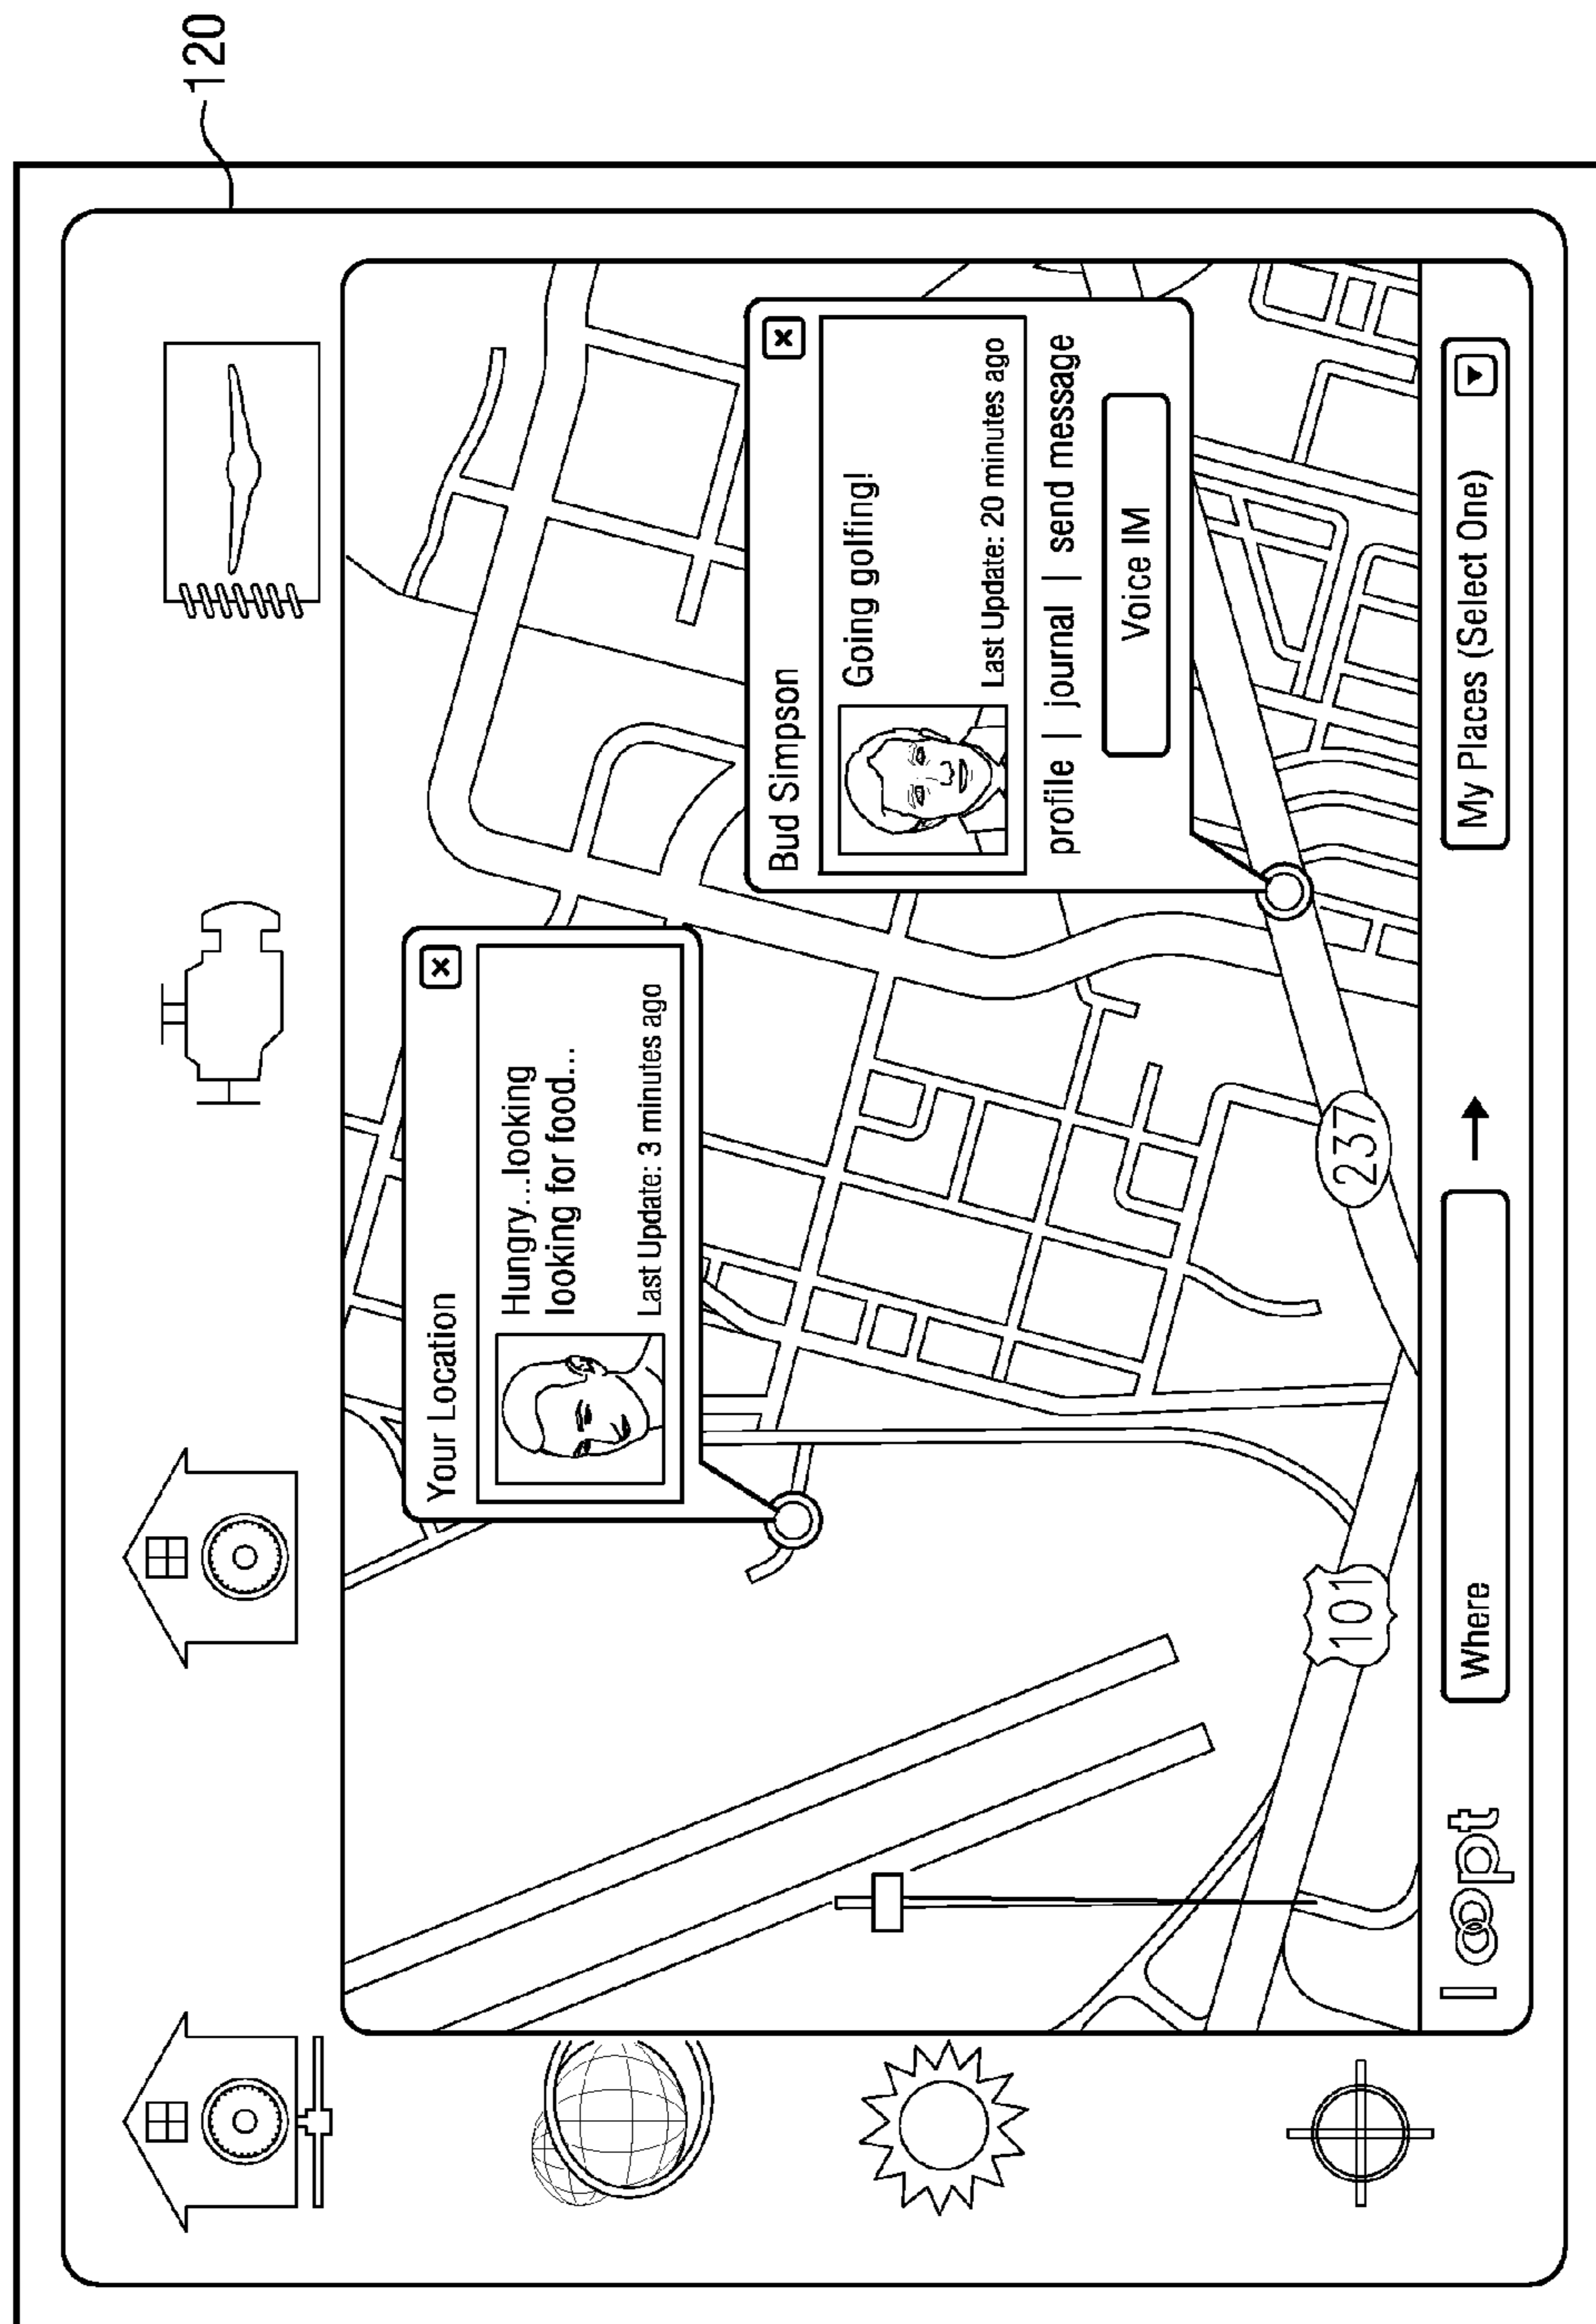 120
Your Location
x
Hungry...looking
looking for food...
Last Update: 3 minutes ago
Bud Simpson
x
Going golfing!
Last Update: 20 minutes ago
profile | journal | send message
Voice IM
237
101
loopt
Where
My Places (Select One)